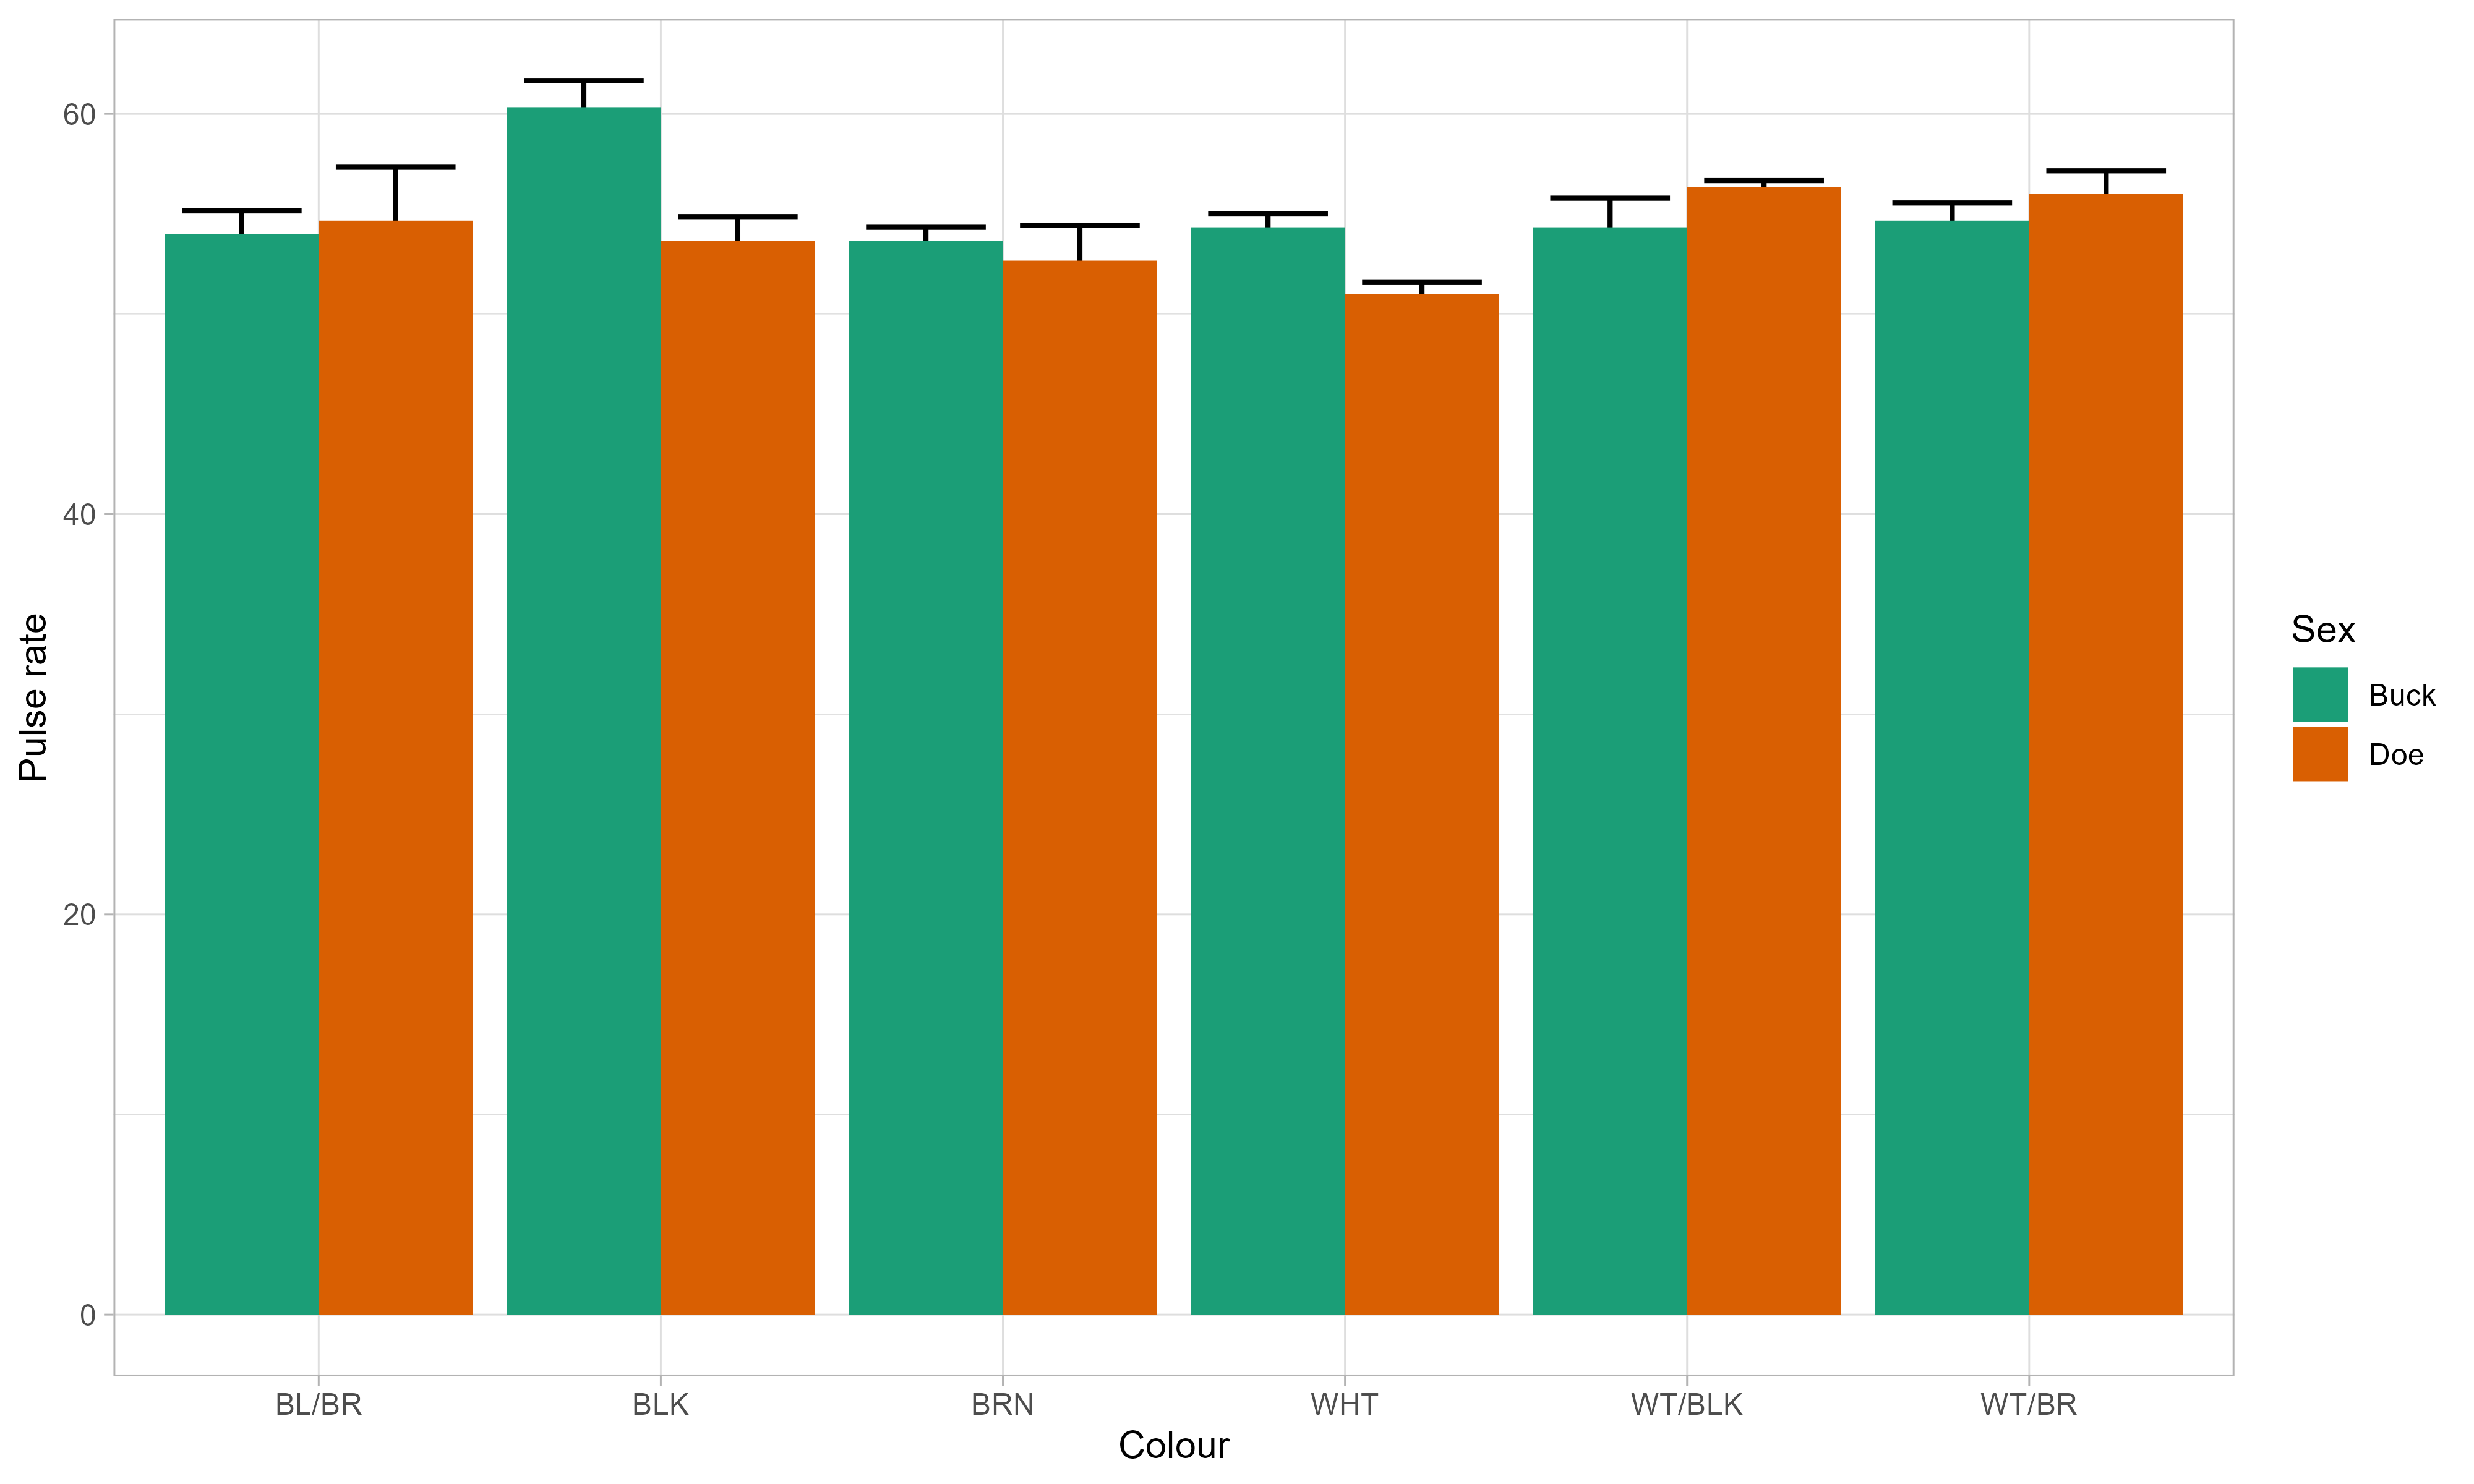 60
40
20
0
Pulse rate
BL/BR
BLK
BRN
WHT
WT/BLK
WT/BR
Colour
Sex
Buck
Doe